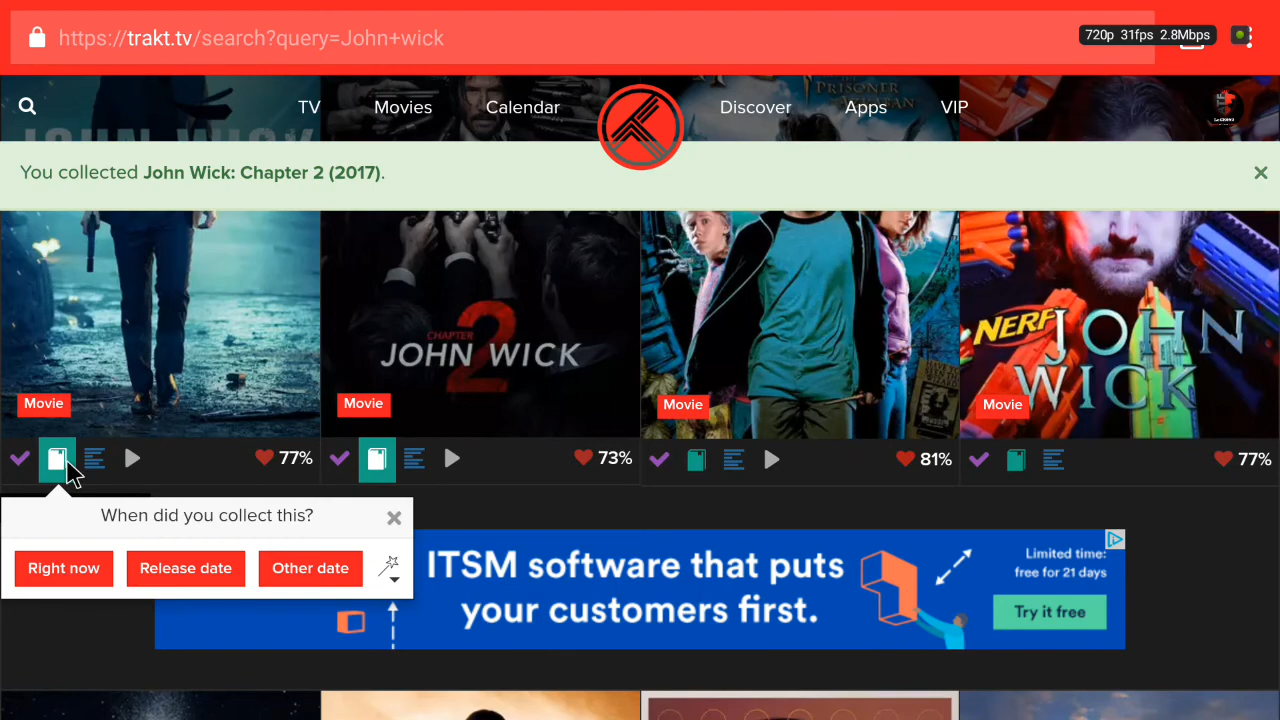 https://trakt.tv/search?query=John+wick
720p 31fps 2.8Mbps
TV Movies Calendar Discover Apps VIP
JOHN WICK
PRISONER
You collected John Wick: Chapter 2 (2017).
CHAPTER
2
JOHN WICK
NERF
JOHN
WICK
Movie
Movie
Movie
Movie
77%
73%
81%
77%
When did you collect this?
Right now
Release date
Other date
ITSM software that puts
your customers first.
Limited time:
free for 21 days
Try it free